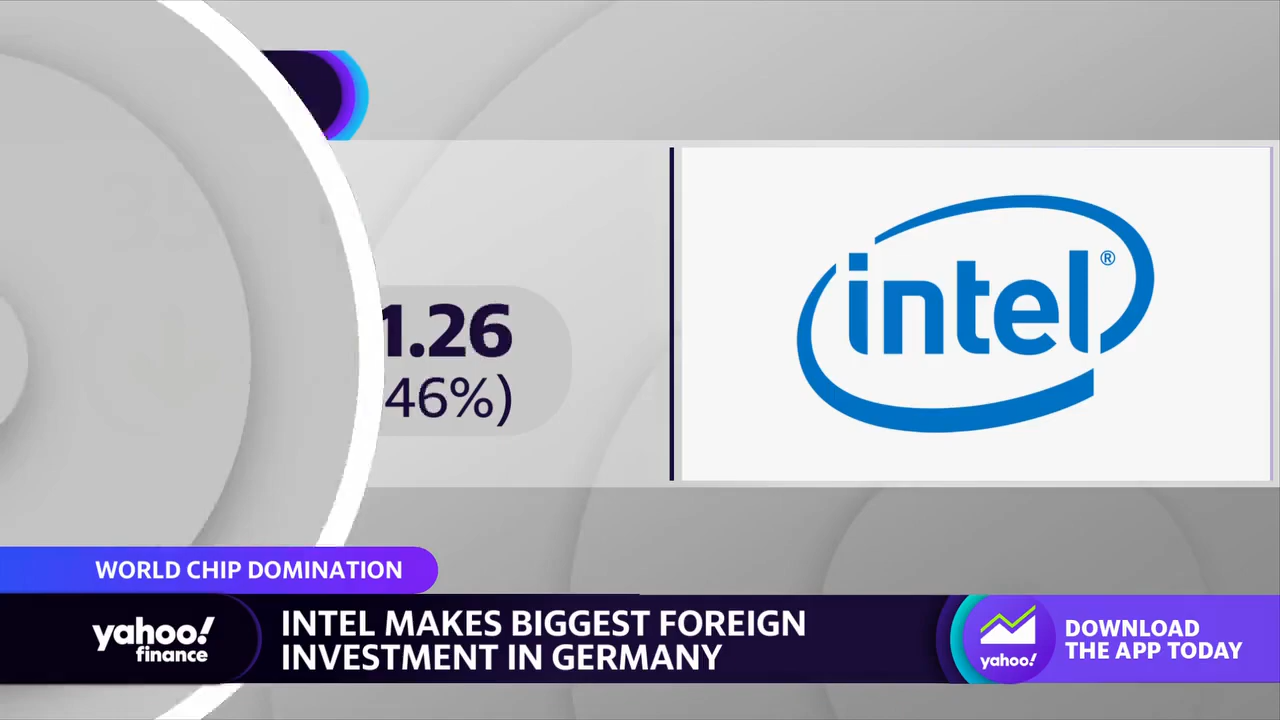 1.26
46%)
intel®
WORLD CHIP DOMINATION
yahoo!
finance
INTEL MAKES BIGGEST FOREIGN
INVESTMENT IN GERMANY
yahoo!
DOWNLOAD
THE APP TODAY